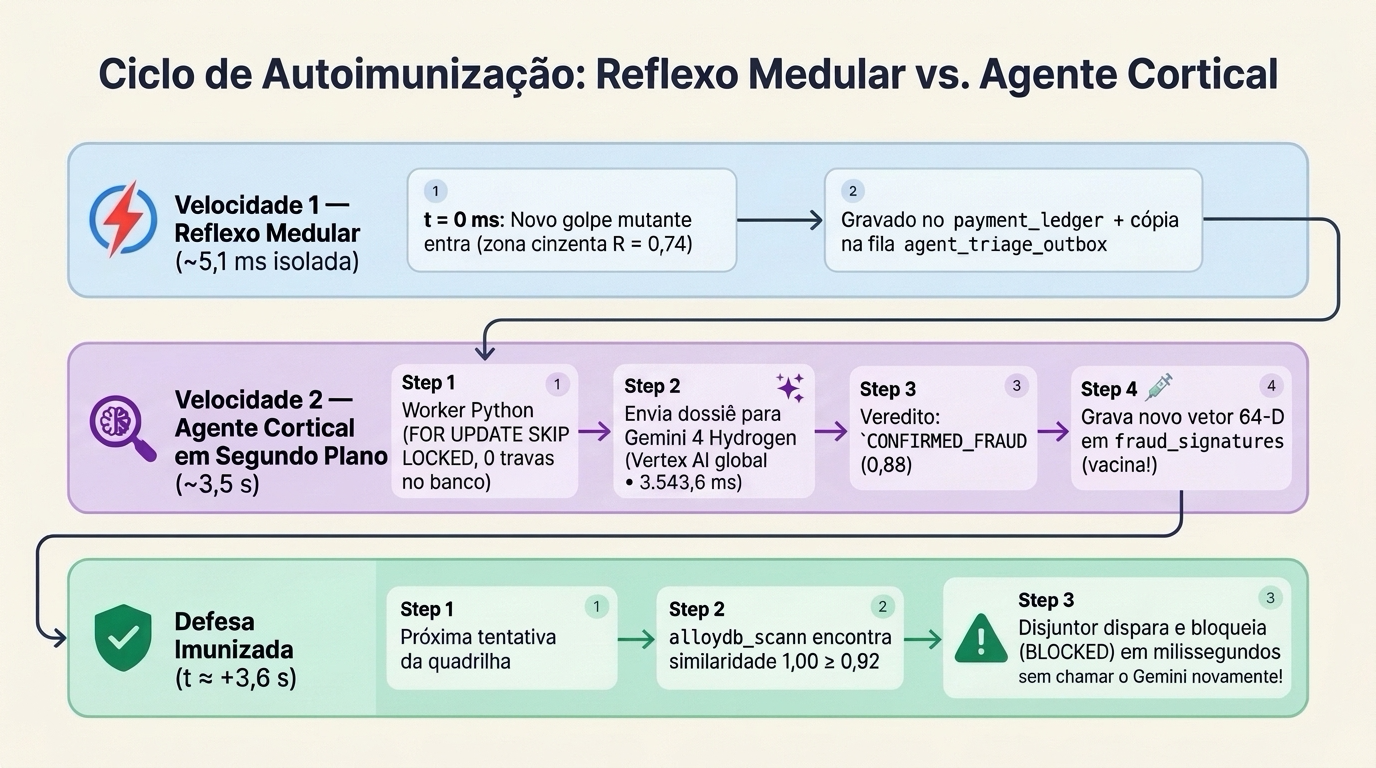 Ciclo de Autoimunização: Reflexo Medular vs. Agente Cortical
Velocidade 1 —
Reflexo Medular
(~5,1 ms isolada)
1
t = 0 ms: Novo golpe mutante
entra (zona cinzenta R = 0,74)
2
Gravado no payment_ledger + cópia
na fila agent_triage_outbox
Velocidade 2 —
Agente Cortical
em Segundo Plano
(~3,5 s)
Step 1
1
Worker Python
(FOR UPDATE SKIP
LOCKED, 0 travas
no banco)
Step 2
Envia dossiê para
Gemini 4 Hydrogen
(Vertex AI global
• 3.543,6 ms)
Step 3
3
Veredito:
`CONFIRMED_FRAUD
(0,88)
Step 4
4
Grava novo vetor 64-D
em fraud_signatures
(vacina!)
Defesa
Imunizada
(t ≈ +3,6 s)
Step 1
1
Próxima tentativa
da quadrilha
Step 2
2
alloydb_scann encontra
similaridade 1,00 ≥ 0,92
Step 3
3
Disjuntor dispara e bloqueia
(BLOCKED) em milissegundos
sem chamar o Gemini novamente!